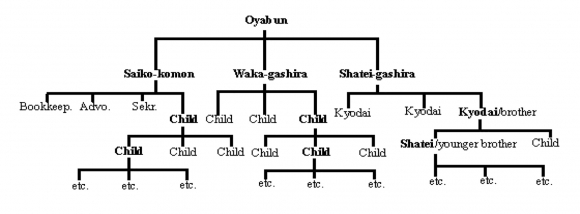 Oyabun
Saiko-komon Waka-gashira Shatei-gashira
Bookkeep. Advo. Sekr. Child Child Child Child Kyodai Kyodai Kyodai/brother
Child Child Child Child Child Child Shatei/younger brother Child
etc. etc. etc. etc. etc. etc. etc. etc. etc.